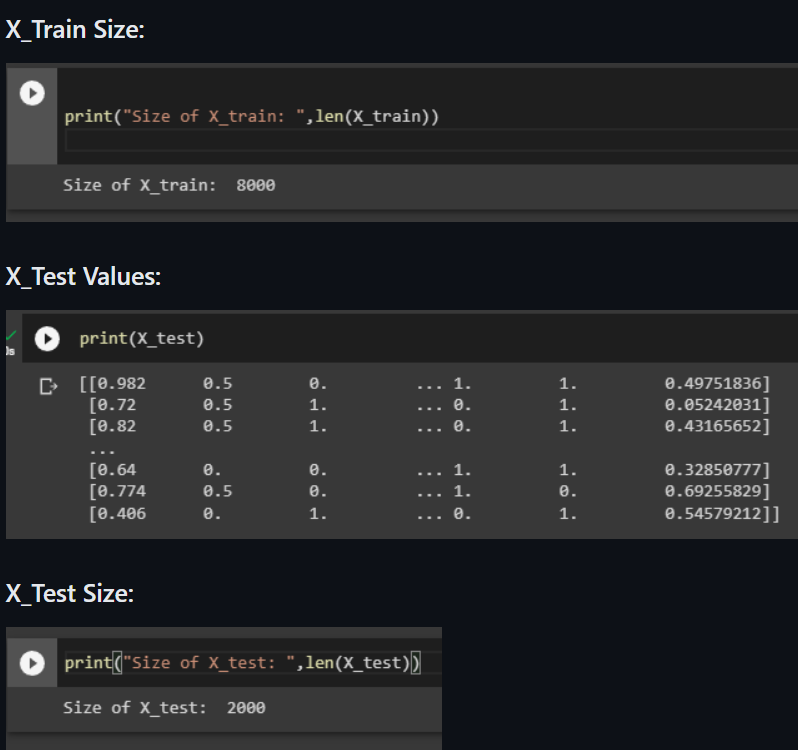 X_Train Size:
print("Size of X_train: ",len(X_train))
Size of X_train:  8000
X_Test Values:
print(X_test)
[[0.982      0.5        0.         ... 1.         1.         0.49751836]
[0.72       0.5        1.         ... 0.         1.         0.05242031]
[0.82       0.5        1.         ... 0.         1.         0.43165652]
...
[0.64       0.         0.         ... 1.         1.         0.32850777]
[0.774      0.5        0.         ... 1.         0.         0.69255829]
[0.406      0.         1.         ... 0.         1.         0.54579212]]
X_Test Size:
print("Size of X_test: ",len(X_test))
Size of X_test:  2000